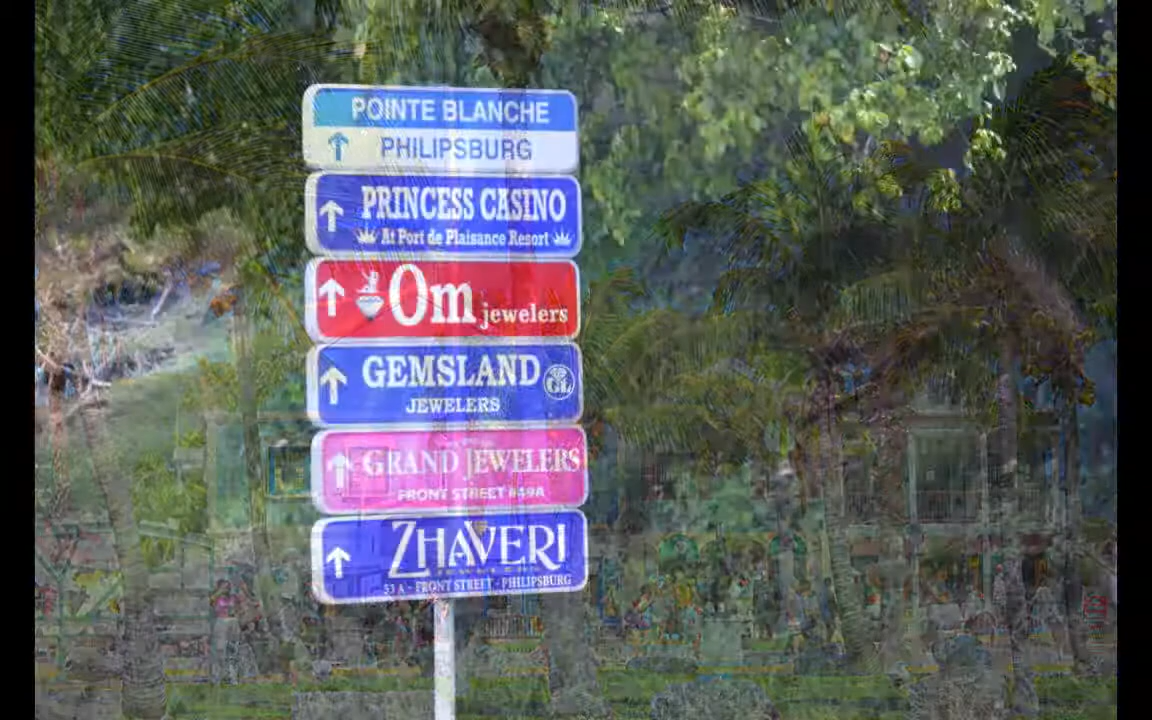 POINTE BLANCHE
PHILIPSBURG
PRINCESS CASINO
At Port de Plaisance Resort
Om jewelers
GEMSLAND
GL
JEWELERS
GRAND JEWELERS
FRONT STREET #49A
ZHAVERI
53 A - FRONT STREET - PHILIPSBURG